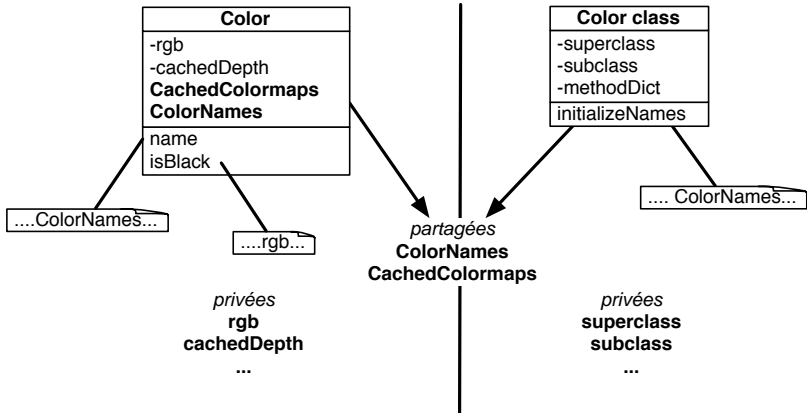 Color
-rgb
-cachedDepth
CachedColormaps
ColorNames
name
isBlack
....ColorNames...
....rgb...
Color class
-superclass
-subclass
-methodDict
initializeNames
.... ColorNames...
partagées
ColorNames
CachedColormaps
privées
rgb
cachedDepth
...
privées
superclass
subclass
...